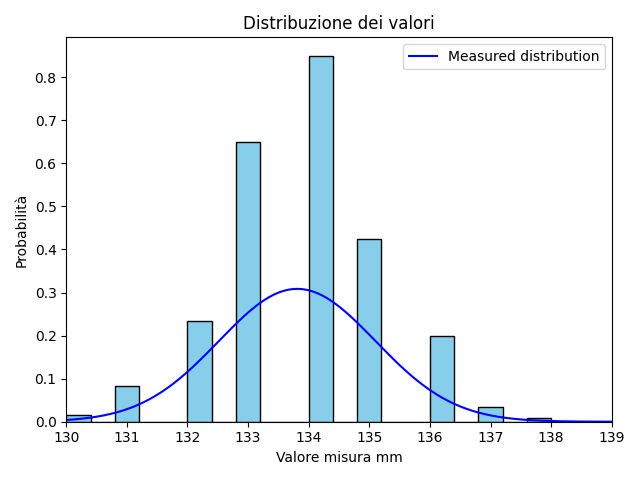 Distribuzione dei valori
Measured distribution
Probabilità
0.8
0.7
0.6
0.5
0.4
0.3
0.2
0.1
0.0
130 131 132 133 134 135 136 137 138 139
Valore misura mm